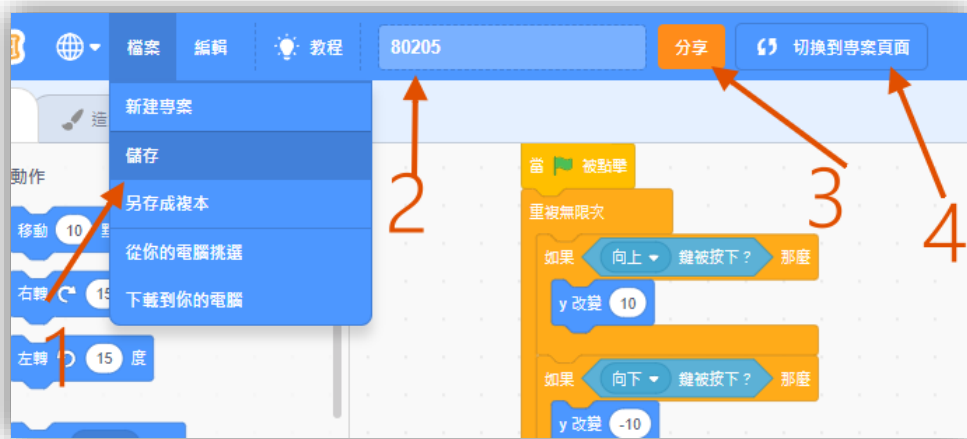 檔案 編輯 教程 80205 分享 切換到專案頁面
新建專案
儲存
另存成複本
從你的電腦挑選
下載到你的電腦
造
動作
移動 10
右轉 15
左轉 15 度
當 被點擊
重複無限次
如果 向上 鍵被按下? 那麼
y 改變 10
如果 向下 鍵被按下? 那麼
y 改變 -10
1
2
3
4